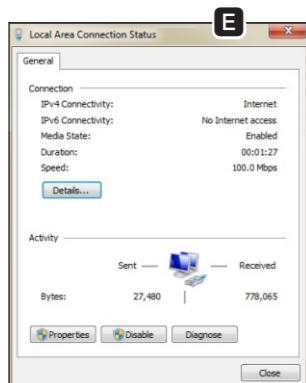 E
Local Area Connection Status
General
Connection
IPv4 Connectivity: Internet
IPv6 Connectivity: No Internet access
Media State: Enabled
Duration: 00:01:27
Speed: 100.0 Mbps
Details...
Activity
Sent — Received
Bytes: 27,480 | 778,065
Properties Disable Diagnose
Close